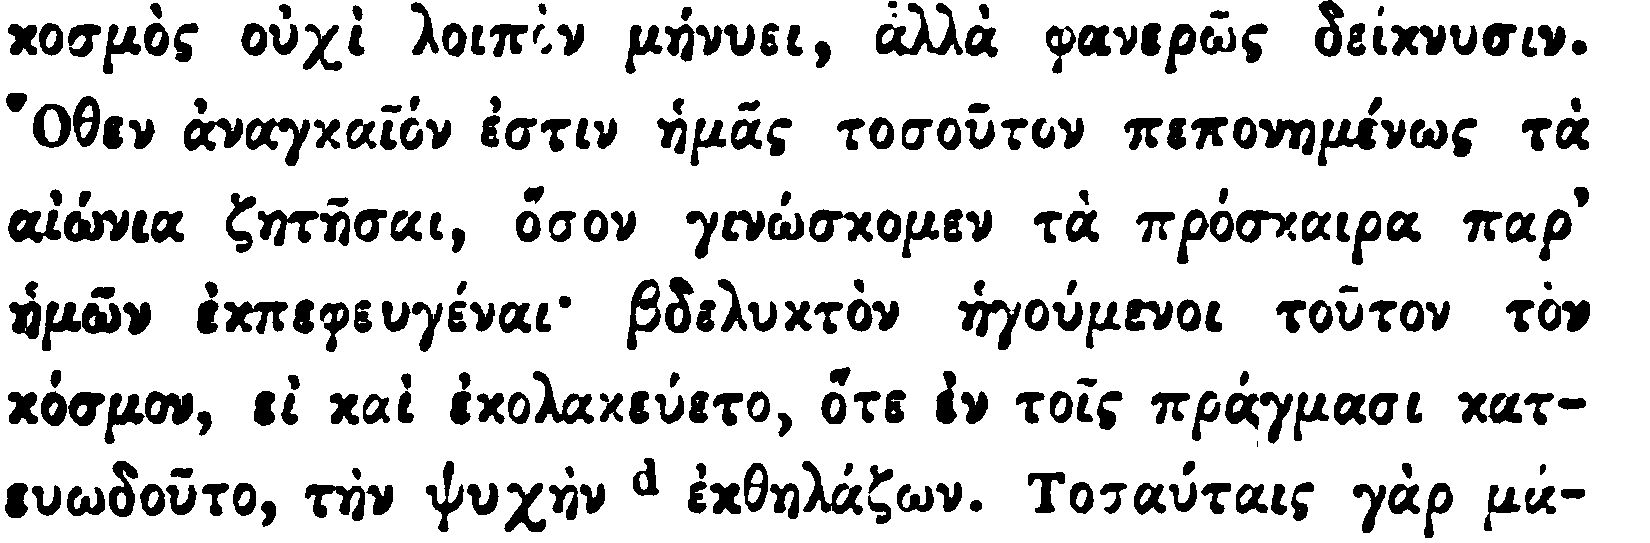 κοσμὸς οὐχὶ λοιπὸν μήνυει, ἀλλὰ φανερῶς δείκνυσιν.
Ὅθεν ἀναγκαῖόν ἐστιν ἡμᾶς τοσοῦτον πεπονημένως τὰ
αἰώνια ζητῆσαι, ὅσον γινώσκομεν τὰ πρόσκαιρα παρ’
ἡμῶν ἐκπεφευγέναι· βδελυκτὸν ἡγούμενοι τοῦτον τὸν
κόσμον, εἰ καὶ ἐκολακεύετο, ὅτε ἐν τοῖς πράγμασι κατ-
ευωδοῦτο, τὴν ψυχὴν d ἐκθηλάζων. Τοσαύταις γὰρ μά-